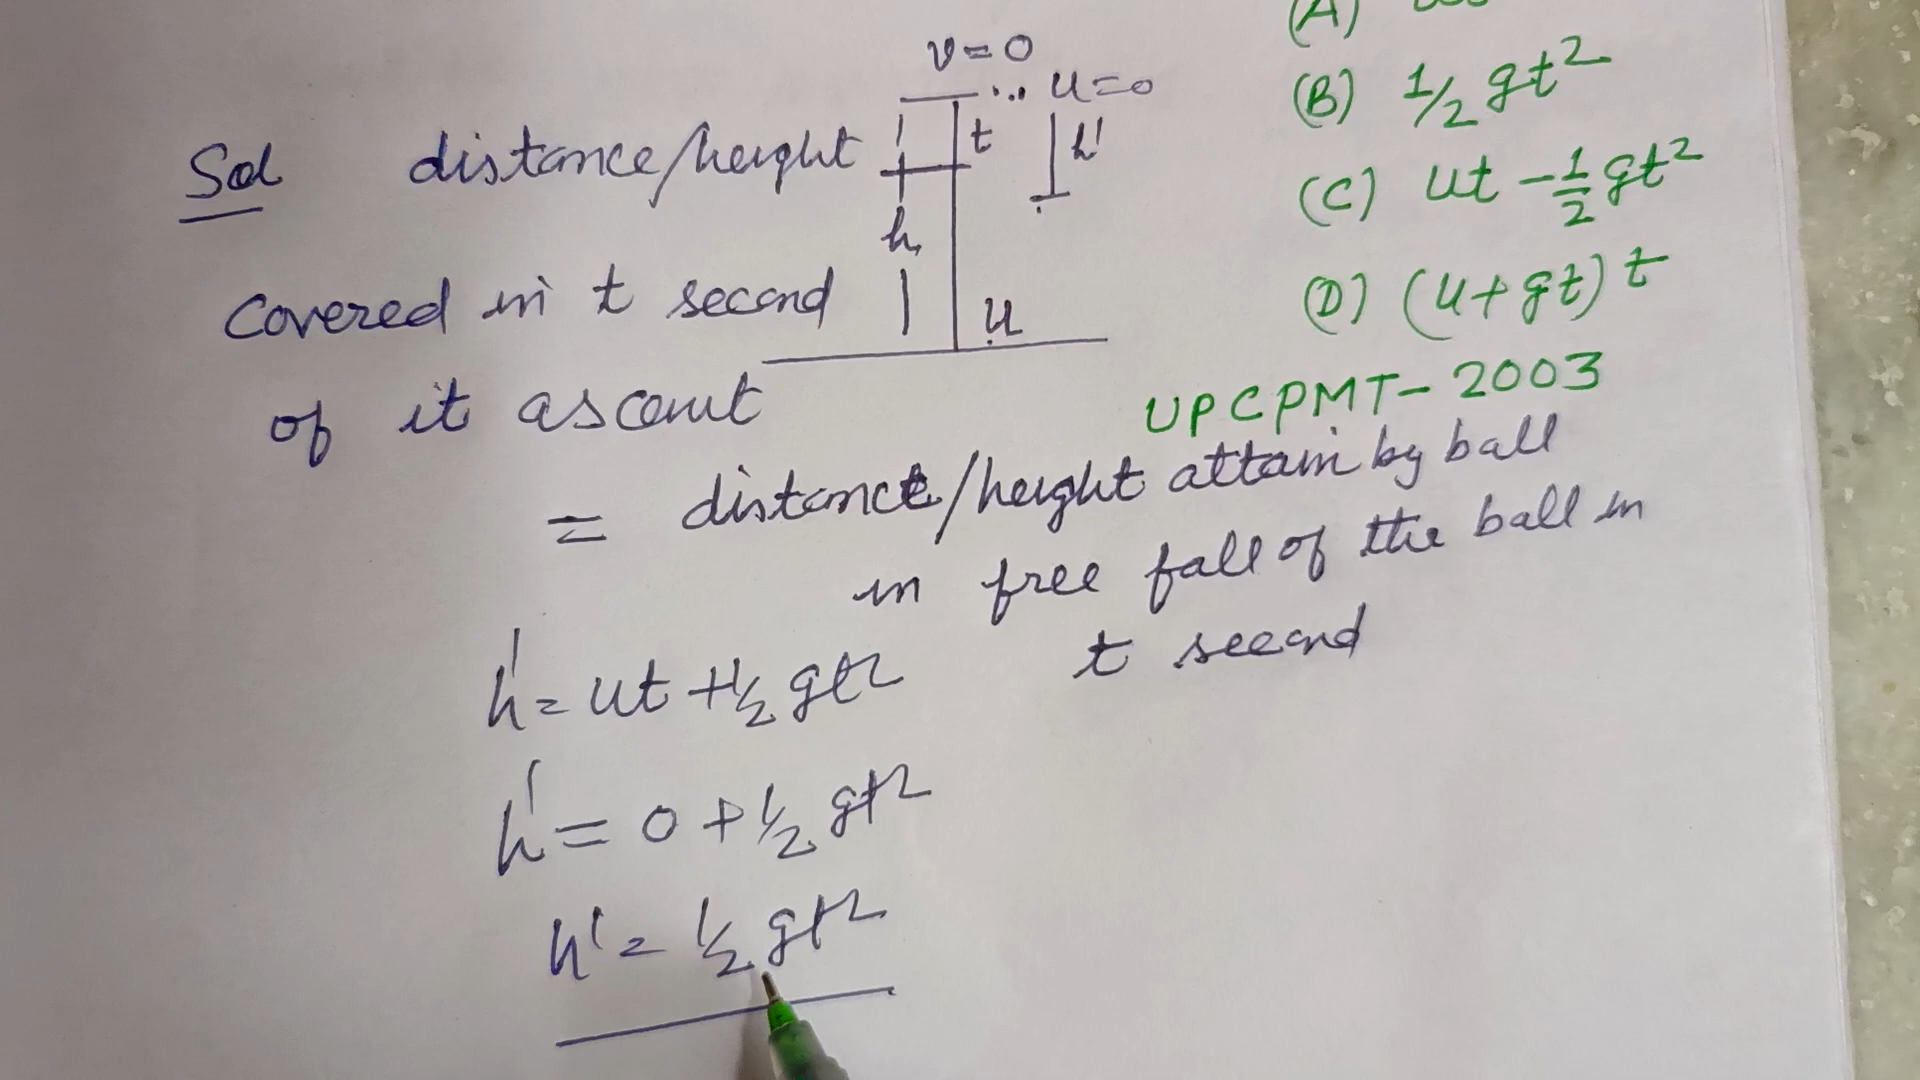 (A)
v=0
... u=0
(B) 1/2 gt²
t
h'
Sol distance/height
(C) ut - 1/2 gt²
h
(D) (u+gt) t
covered in t second
u
UPCPMT-2003
of it ascent
= distance/height attain by ball
in free fall of the ball in
t second
h' = ut + 1/2 gt²
h' = 0 + 1/2 gt²
h' = 1/2 gt²